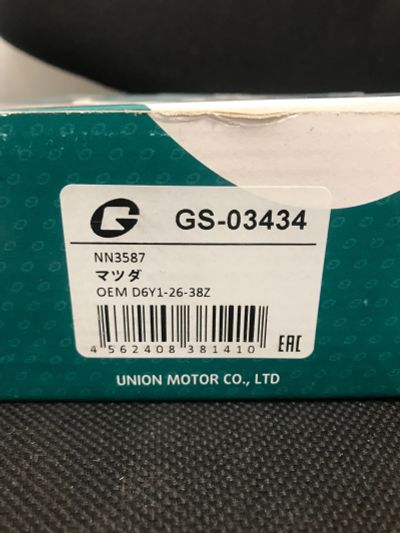 G GS-03434
NN3587
マツダ
OEM D6Y1-26-38Z
4 562408 381410 EAC
UNION MOTOR CO., LTD